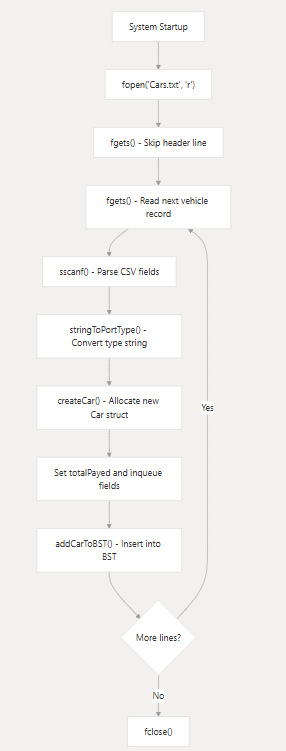 System Startup
fopen('Cars.txt', 'r')
fgets() - Skip header line
fgets() - Read next vehicle
record
sscanf() - Parse CSV fields
stringToPortType() -
Convert type string
createCar() - Allocate new
Car struct
Yes
Set totalPayed and inqueue
fields
addCarToBST() - Insert into
BST
More lines?
No
fclose()